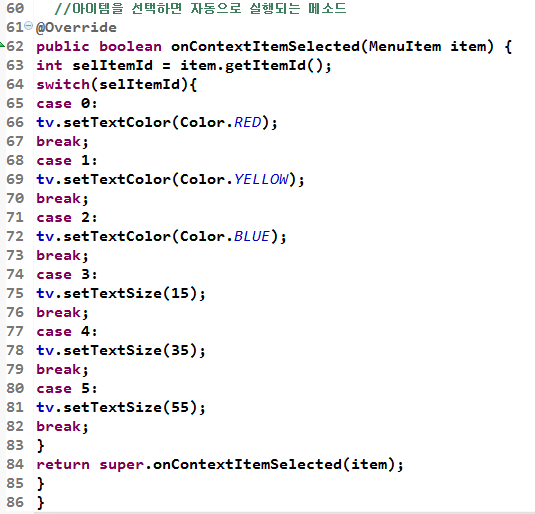 60 //아이템을 선택하면 자동으로 실행되는 메소드
61 @Override
62 public boolean onContextItemSelected(MenuItem item) {
63 int selItemId = item.getItemId();
64 switch(selItemId){
65 case 0:
66 tv.setTextColor(Color.RED);
67 break;
68 case 1:
69 tv.setTextColor(Color.YELLOW);
70 break;
71 case 2:
72 tv.setTextColor(Color.BLUE);
73 break;
74 case 3:
75 tv.setTextSize(15);
76 break;
77 case 4:
78 tv.setTextSize(35);
79 break;
80 case 5:
81 tv.setTextSize(55);
82 break;
83 }
84 return super.onContextItemSelected(item);
85 }
86 }